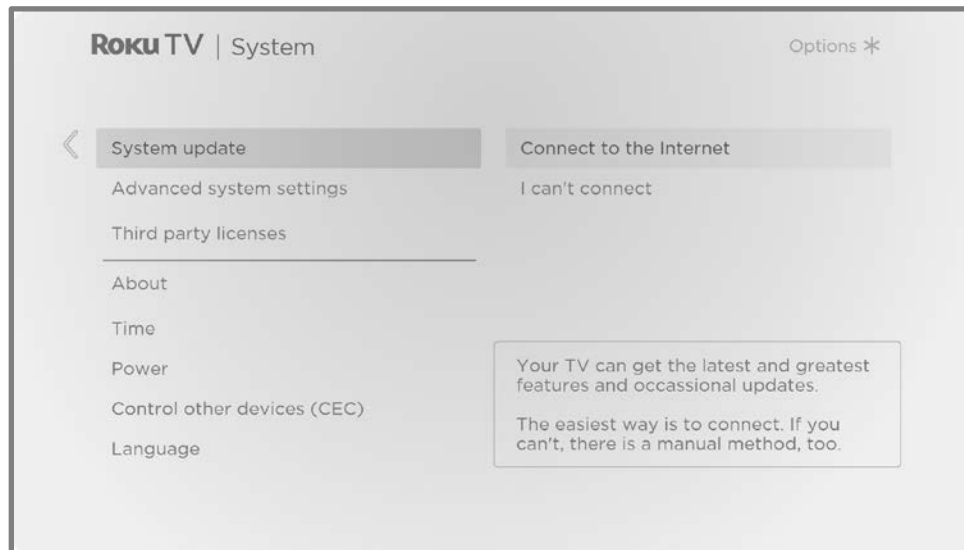 Roku TV | System
Options *
System update
Advanced system settings
Third party licenses
About
Time
Power
Control other devices (CEC)
Language
Connect to the Internet
I can't connect
Your TV can get the latest and greatest
features and occassional updates.
The easiest way is to connect. If you
can't, there is a manual method, too.